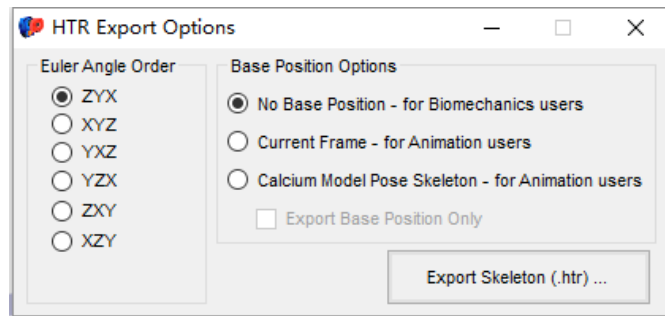 HTR Export Options
Euler Angle Order
ZYX
XYZ
YXZ
YZX
ZXY
XZY
Base Position Options
No Base Position - for Biomechanics users
Current Frame - for Animation users
Calcium Model Pose Skeleton - for Animation users
Export Base Position Only
Export Skeleton (.htr) ...